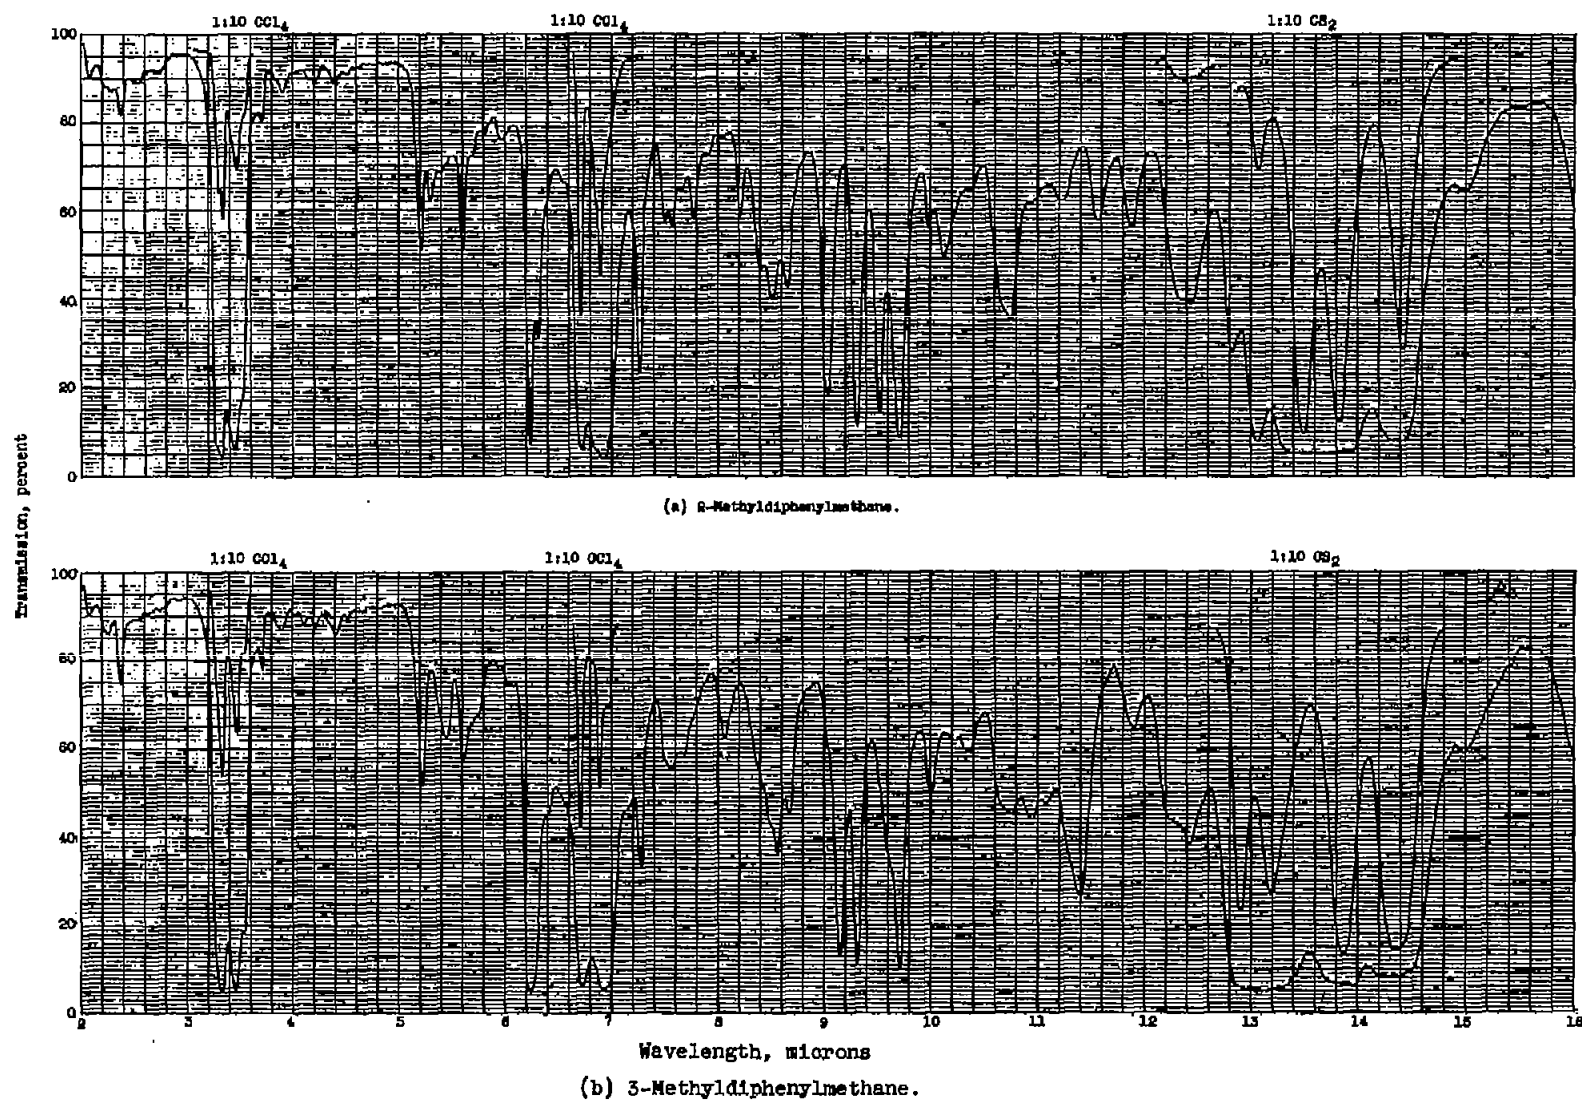 1:10 CCl4 1:10 CCl4 1:10 CS2
100
80
60
40
20
0
(a) 2-Methyldiphenylmethane.
Transmission, percent
1:10 CCl4 1:10 CCl4 1:10 CS2
100
80
60
40
20
0
2 3 4 5 6 7 8 9 10 11 12 13 14 15 16
Wavelength, microns
(b) 3-Methyldiphenylmethane.